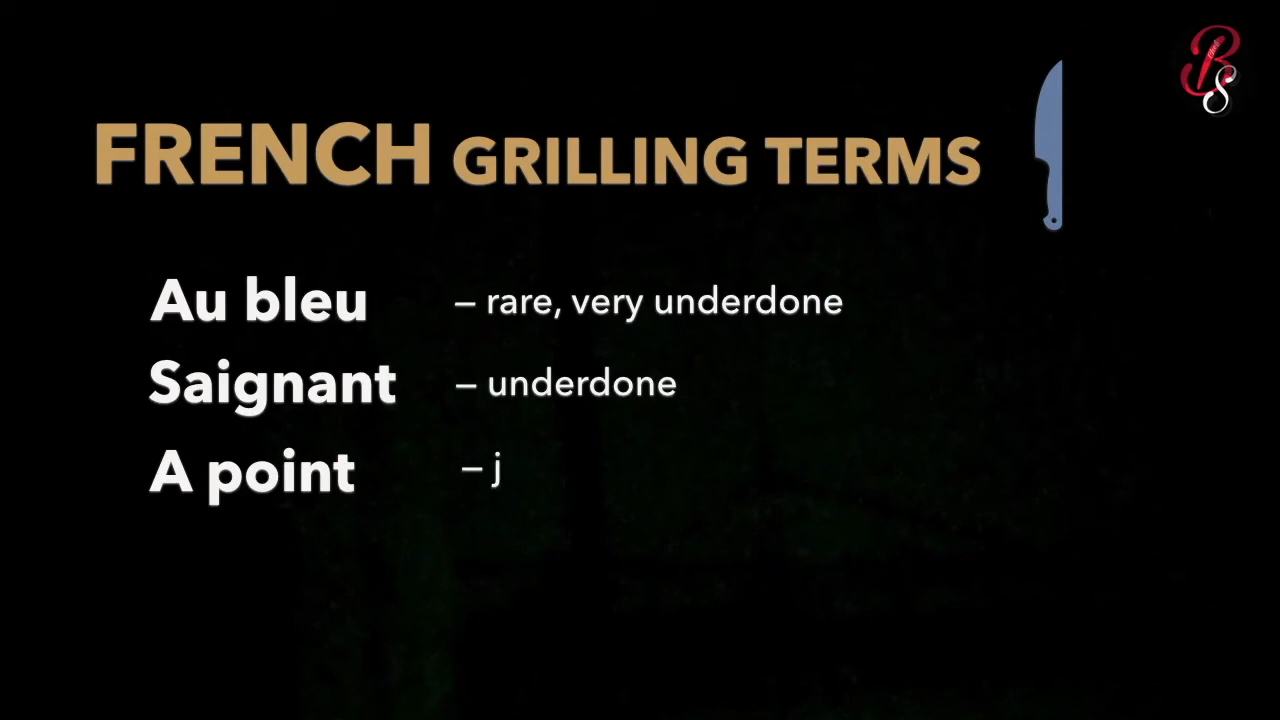 FRENCH GRILLING TERMS
Au bleu – rare, very underdone
Saignant – underdone
A point – j